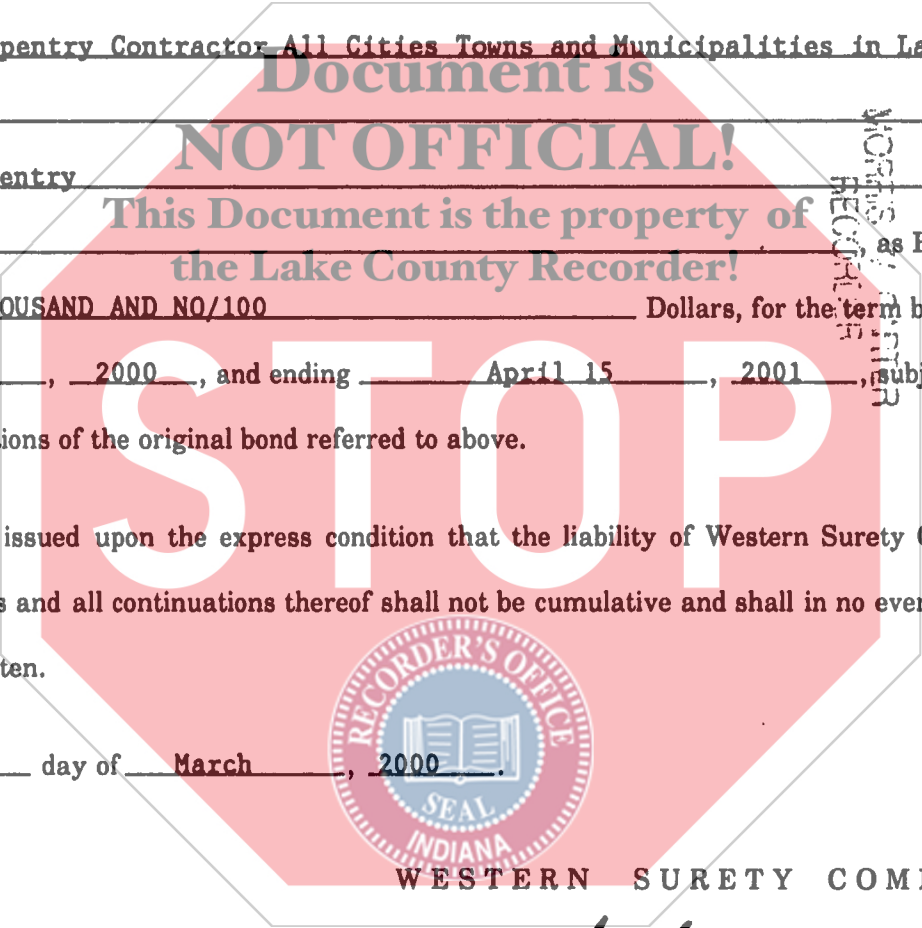 pentry Contractor All Cities Towns and Municipalities in La
Document is
NOT OFFICIAL!
entry
This Document is the property of
the Lake County Recorder!
MORRIS W. CARTER
RECORDER
, as
OUSAND AND NO/100 Dollars, for the term b
, 2000 , and ending April 15 , 2001 , subj
tions of the original bond referred to above.
STOP
issued upon the express condition that the liability of Western Surety C
s and all continuations thereof shall not be cumulative and shall in no even
ten.
RECORDER'S OFFICE
SEAL
INDIANA
day of March , 2000 .
WESTERN SURETY COM